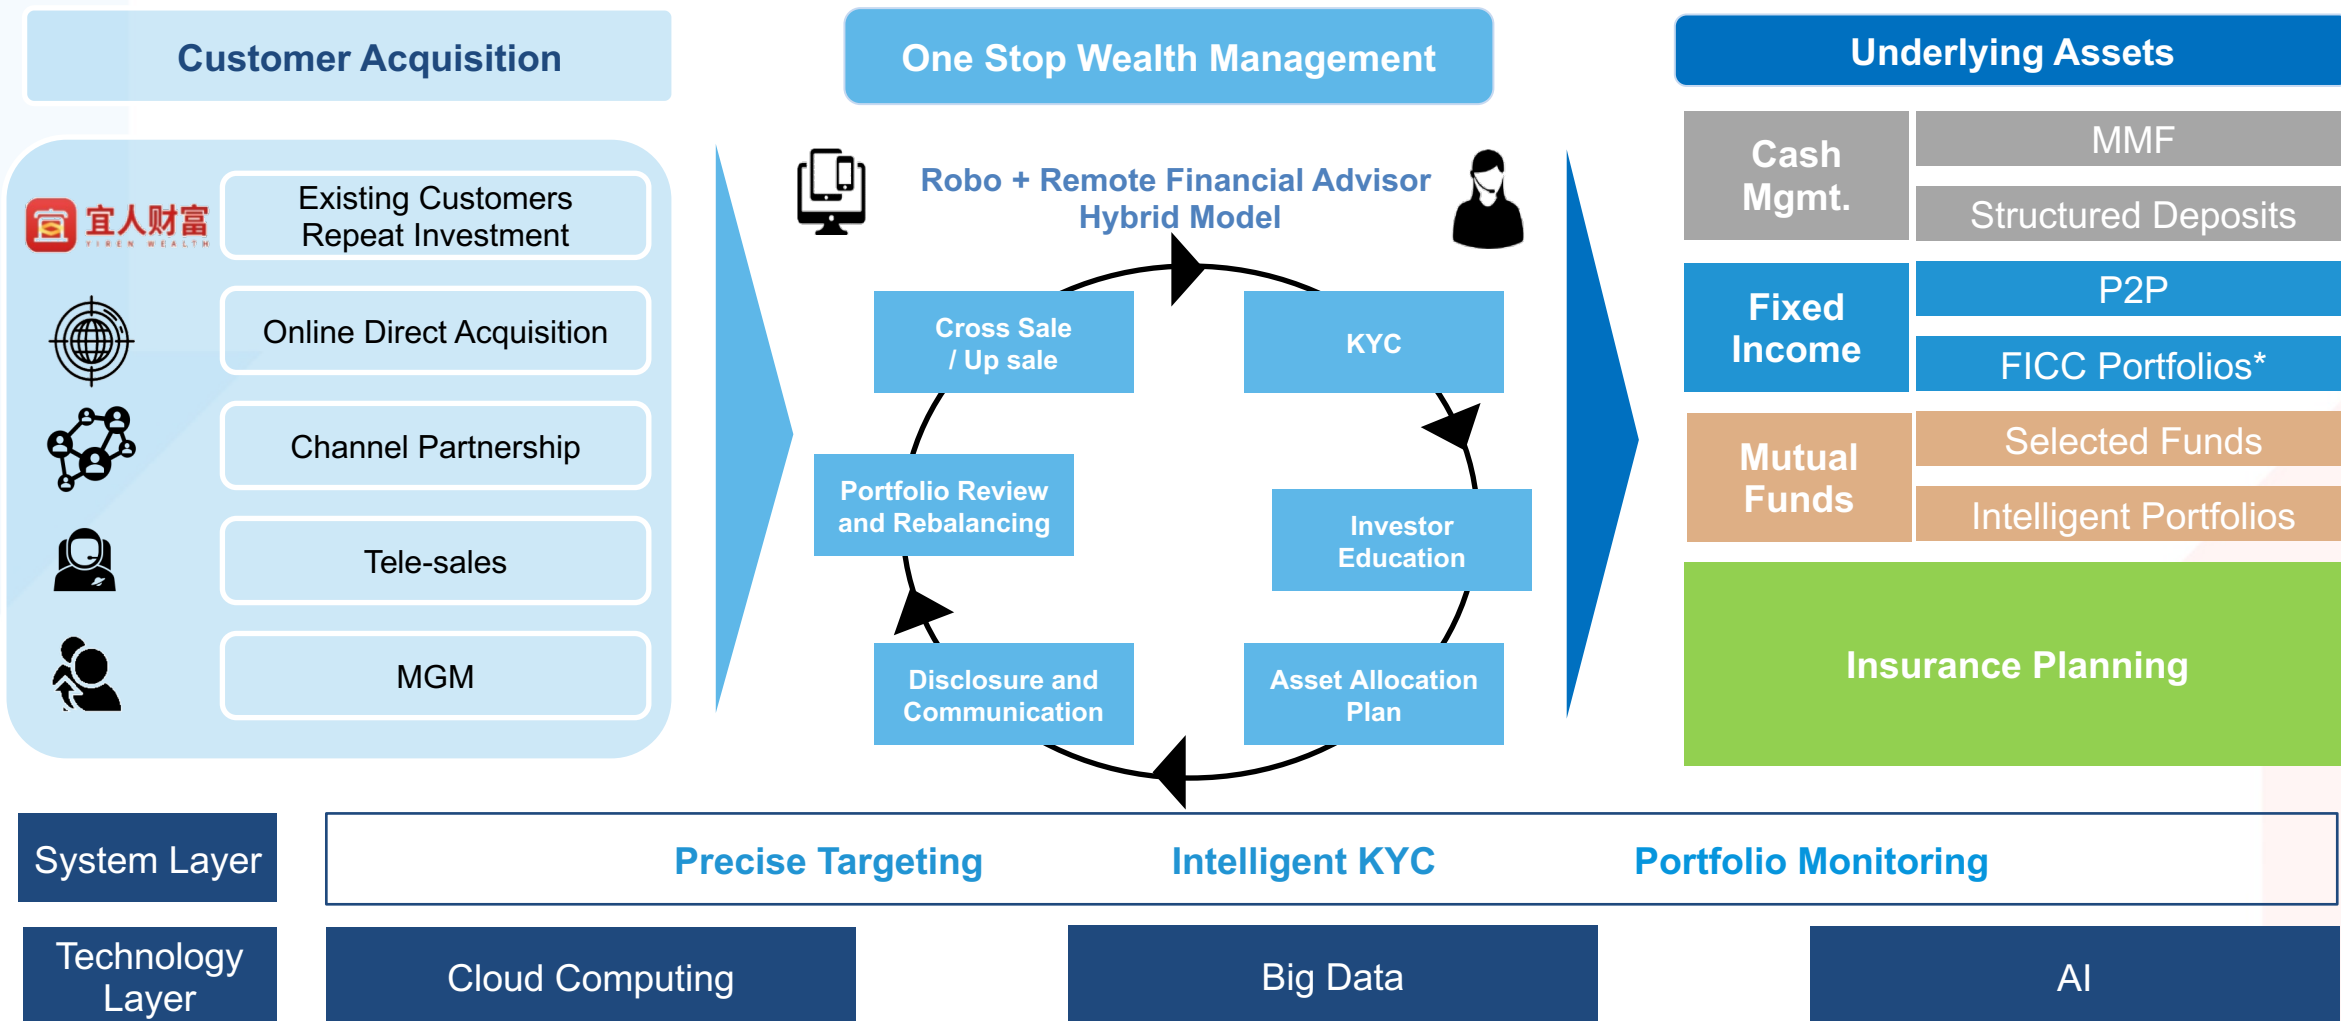 Customer Acquisition
One Stop Wealth Management
Underlying Assets
宜人财富
YIREN WEALTH
Existing Customers
Repeat Investment
Online Direct Acquisition
Channel Partnership
Tele-sales
MGM
Robo + Remote Financial Advisor
Hybrid Model
Cross Sale
/ Up sale
KYC
Investor
Education
Asset Allocation
Plan
Disclosure and
Communication
Portfolio Review
and Rebalancing
Cash
Mgmt.
MMF
Structured Deposits
Fixed
Income
P2P
FICC Portfolios*
Mutual
Funds
Selected Funds
Intelligent Portfolios
Insurance Planning
System Layer
Precise Targeting
Intelligent KYC
Portfolio Monitoring
Technology
Layer
Cloud Computing
Big Data
AI